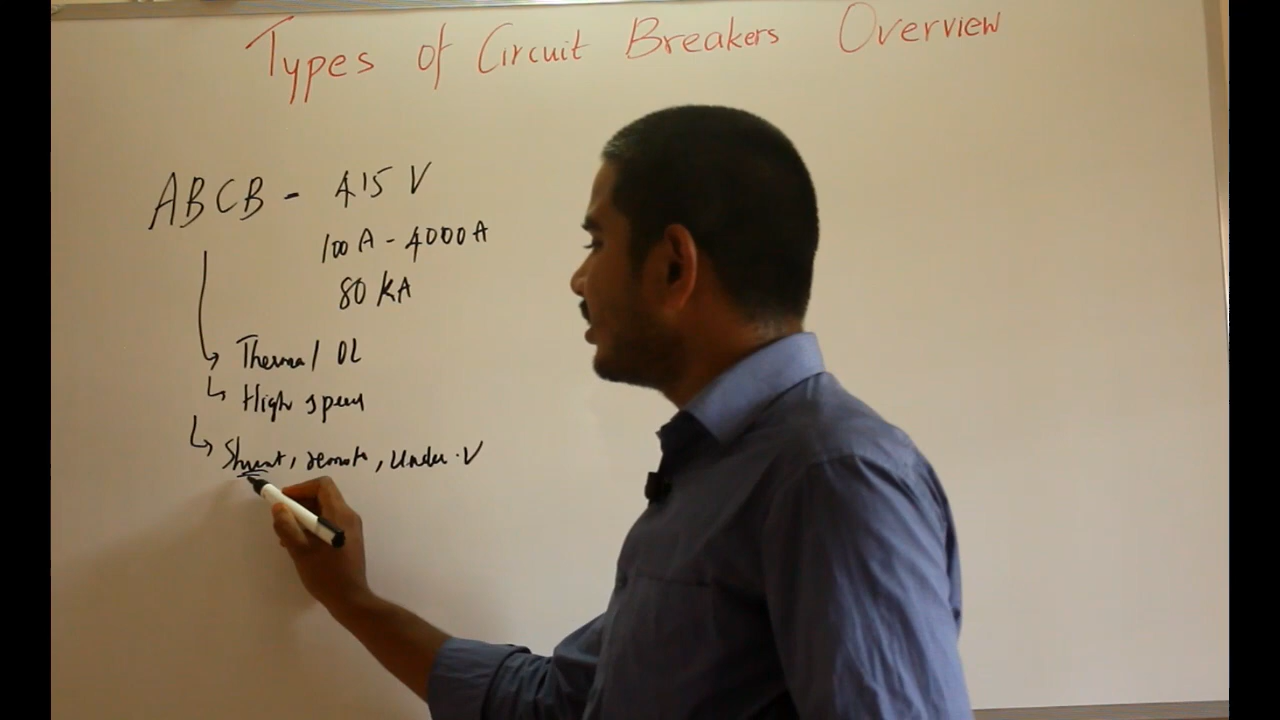 Types of Circuit Breakers Overview
ABCB - 415 V
100 A - 4000 A
80 KA
Thermal OL
High speed
Shunt, remote, Under.V